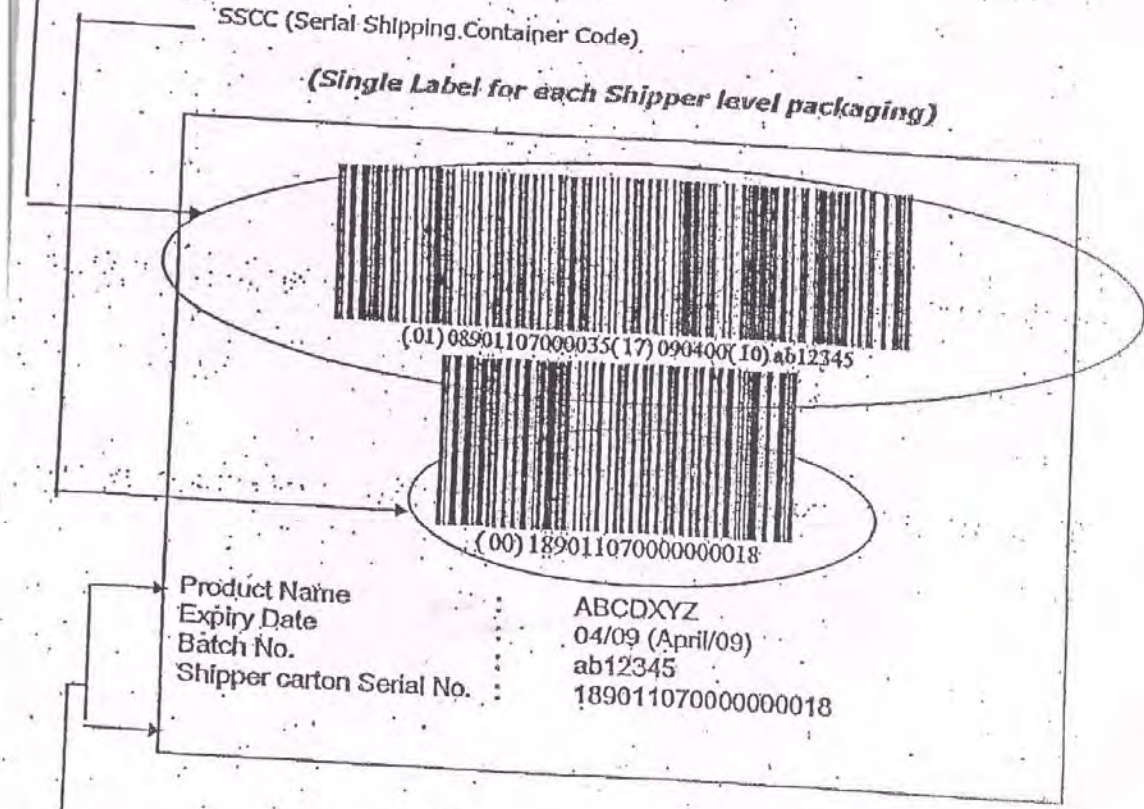 SSCC (Serial Shipping Container Code)
(Single Label for each Shipper level packaging)
(01)08901107000035(17)090400(10)ab12345
(00)189011070000000018
Product Name : ABCDXYZ
Expiry Date : 04/09 (April/09)
Batch No. : ab12345
Shipper carton Serial No. : 189011070000000018